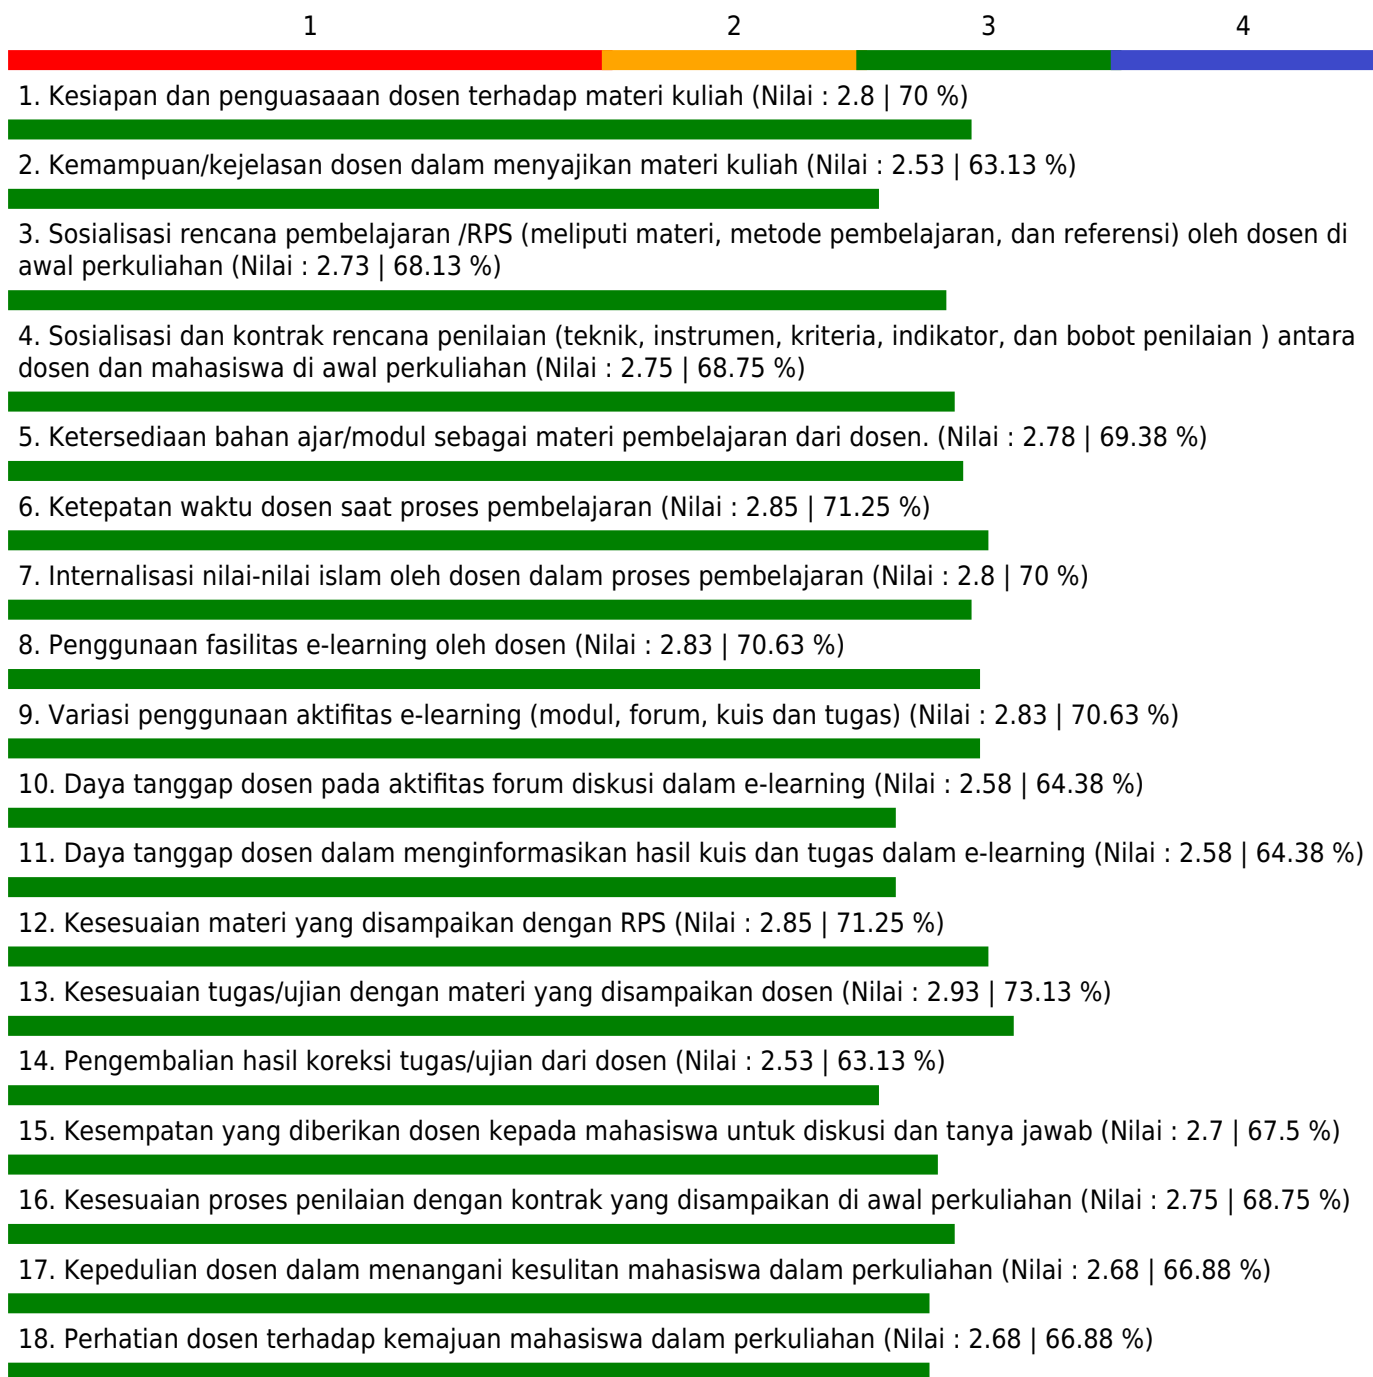 1 2 3 4
1. Kesiapan dan penguasaaan dosen terhadap materi kuliah (Nilai : 2.8 | 70 %)
2. Kemampuan/kejelasan dosen dalam menyajikan materi kuliah (Nilai : 2.53 | 63.13 %)
3. Sosialisasi rencana pembelajaran /RPS (meliputi materi, metode pembelajaran, dan referensi) oleh dosen di
awal perkuliahan (Nilai : 2.73 | 68.13 %)
4. Sosialisasi dan kontrak rencana penilaian (teknik, instrumen, kriteria, indikator, dan bobot penilaian ) antara
dosen dan mahasiswa di awal perkuliahan (Nilai : 2.75 | 68.75 %)
5. Ketersediaan bahan ajar/modul sebagai materi pembelajaran dari dosen. (Nilai : 2.78 | 69.38 %)
6. Ketepatan waktu dosen saat proses pembelajaran (Nilai : 2.85 | 71.25 %)
7. Internalisasi nilai-nilai islam oleh dosen dalam proses pembelajaran (Nilai : 2.8 | 70 %)
8. Penggunaan fasilitas e-learning oleh dosen (Nilai : 2.83 | 70.63 %)
9. Variasi penggunaan aktifitas e-learning (modul, forum, kuis dan tugas) (Nilai : 2.83 | 70.63 %)
10. Daya tanggap dosen pada aktifitas forum diskusi dalam e-learning (Nilai : 2.58 | 64.38 %)
11. Daya tanggap dosen dalam menginformasikan hasil kuis dan tugas dalam e-learning (Nilai : 2.58 | 64.38 %)
12. Kesesuaian materi yang disampaikan dengan RPS (Nilai : 2.85 | 71.25 %)
13. Kesesuaian tugas/ujian dengan materi yang disampaikan dosen (Nilai : 2.93 | 73.13 %)
14. Pengembalian hasil koreksi tugas/ujian dari dosen (Nilai : 2.53 | 63.13 %)
15. Kesempatan yang diberikan dosen kepada mahasiswa untuk diskusi dan tanya jawab (Nilai : 2.7 | 67.5 %)
16. Kesesuaian proses penilaian dengan kontrak yang disampaikan di awal perkuliahan (Nilai : 2.75 | 68.75 %)
17. Kepedulian dosen dalam menangani kesulitan mahasiswa dalam perkuliahan (Nilai : 2.68 | 66.88 %)
18. Perhatian dosen terhadap kemajuan mahasiswa dalam perkuliahan (Nilai : 2.68 | 66.88 %)